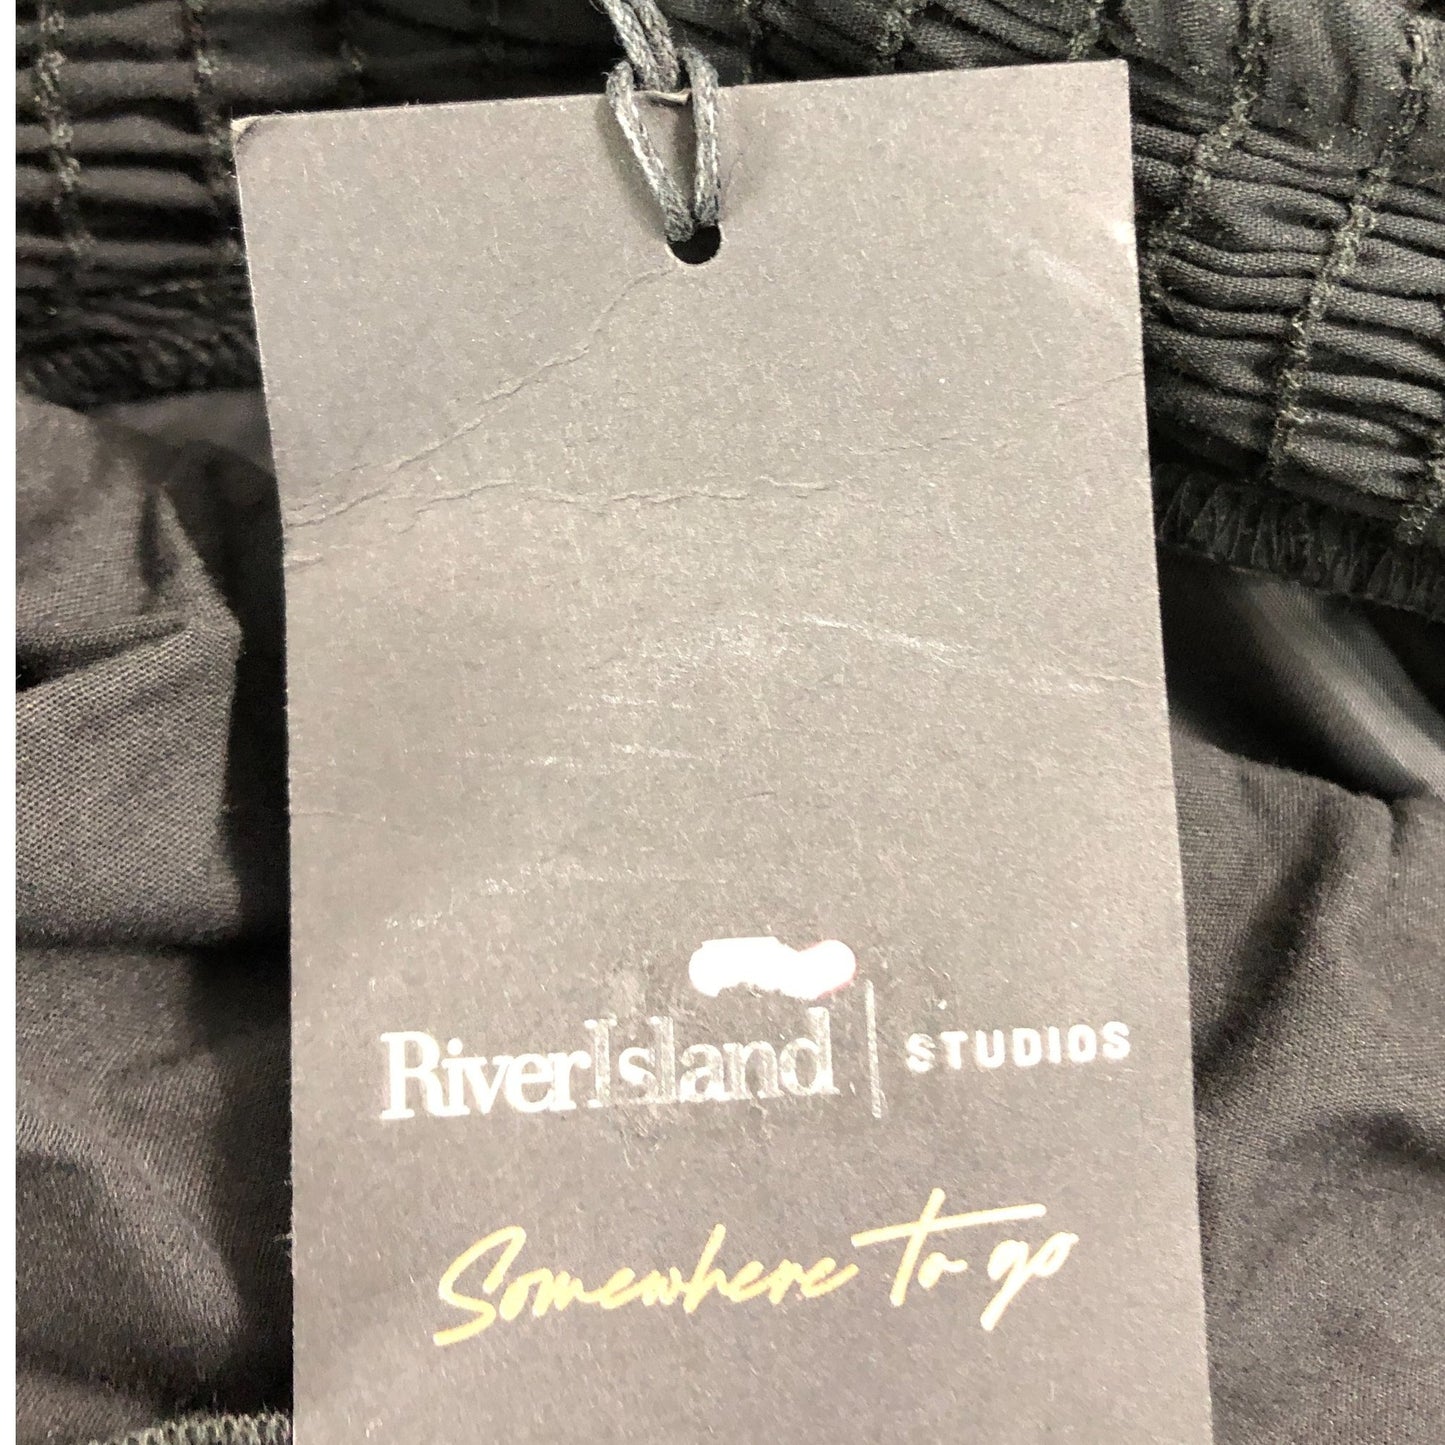 RiverIsland | STUDIOS
Somewhere to go